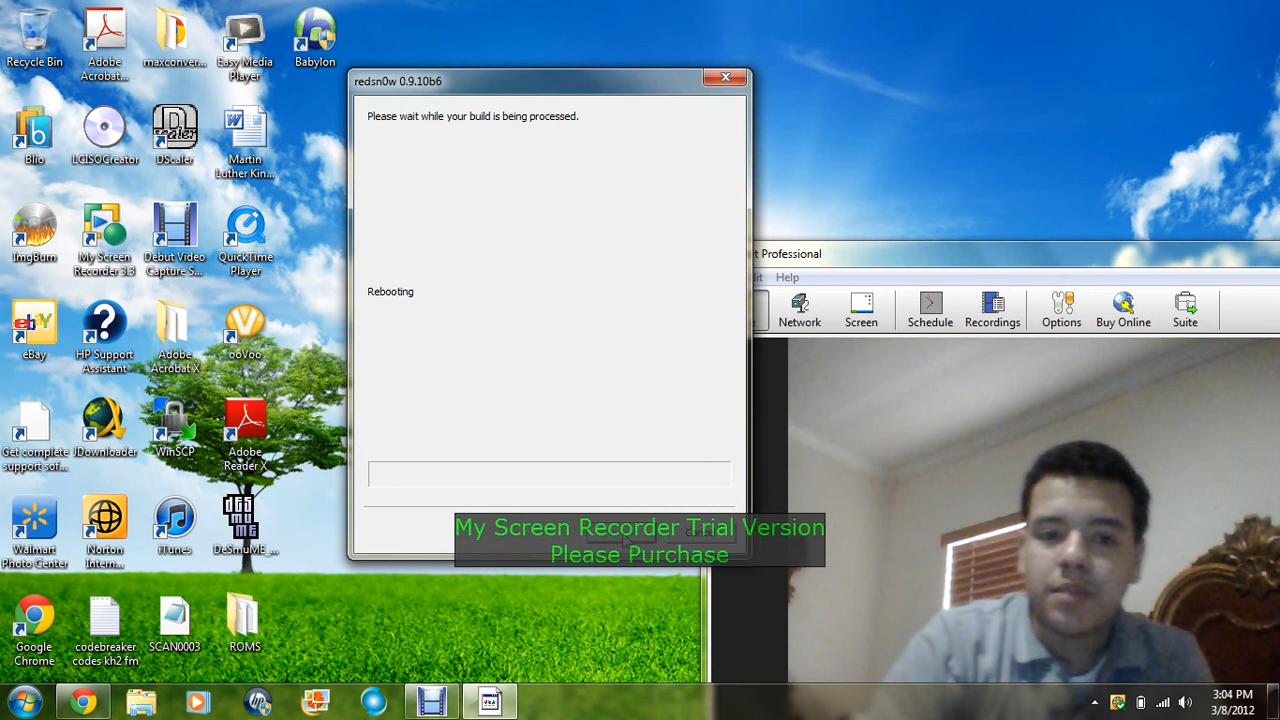 Recycle Bin
Adobe
Acrobat...
maxconver...
Easy Media
Player
Babylon
Blio
LCISOCreator
DScaler
Martin
Luther Kin...
ImgBurn
My Screen
Recorder 3.3
Debut Video
Capture S...
QuickTime
Player
eBay
HP Support
Assistant
Adobe
Acrobat X
ooVoo
Get complete
support sof...
JDownloader
WinSCP
Adobe
Reader X
Walmart
Photo Center
Norton
Intern...
iTunes
DeSmuME_...
Google
Chrome
codebreaker
codes kh2 fm
SCAN0003
ROMS
redsn0w 0.9.10b6
Please wait while your build is being processed.
Rebooting
My Screen Recorder Trial Version
Please Purchase
t Professional
Help
Network
Screen
Schedule
Recordings
Options
Buy Online
Suite
3:04 PM
3/8/2012